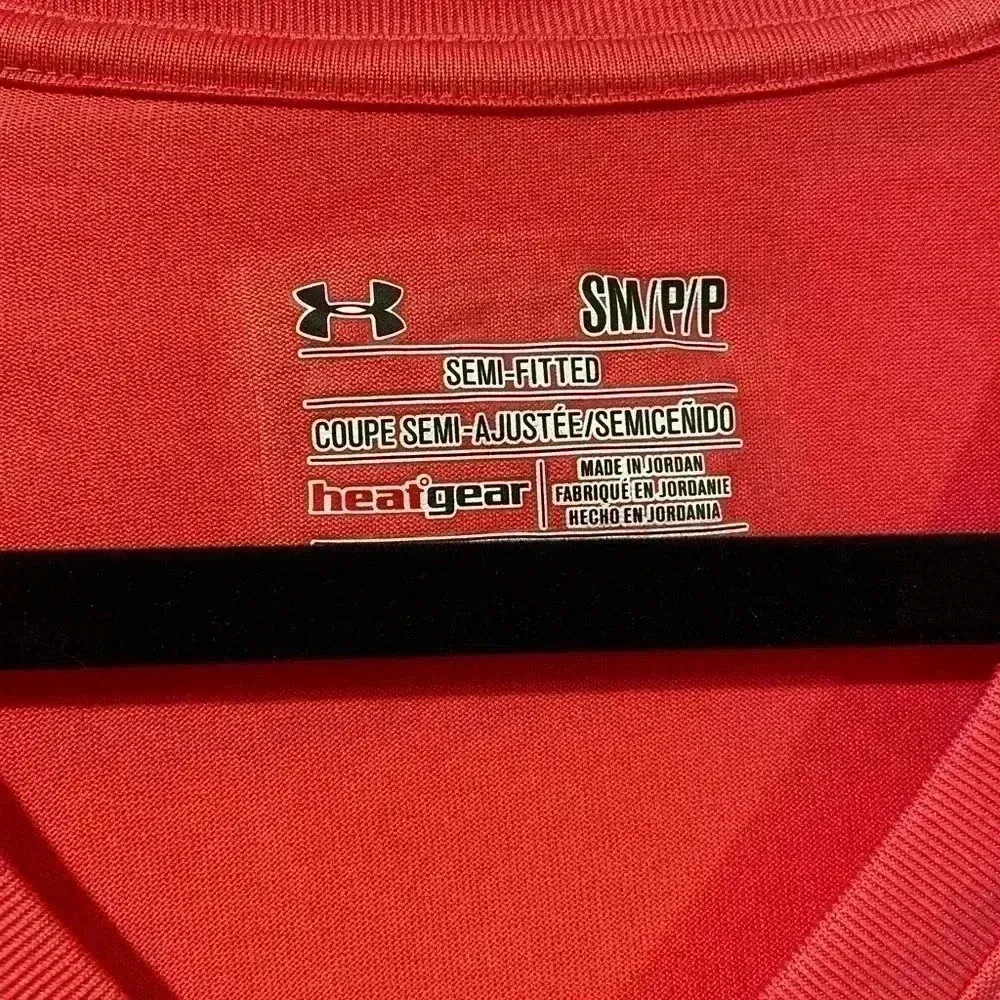 SM/P/P
SEMI-FITTED
COUPE SEMI-AJUSTÉE/SEMICEÑIDO
heatgear
MADE IN JORDAN
FABRIQUÉ EN JORDANIE
HECHO EN JORDANIA